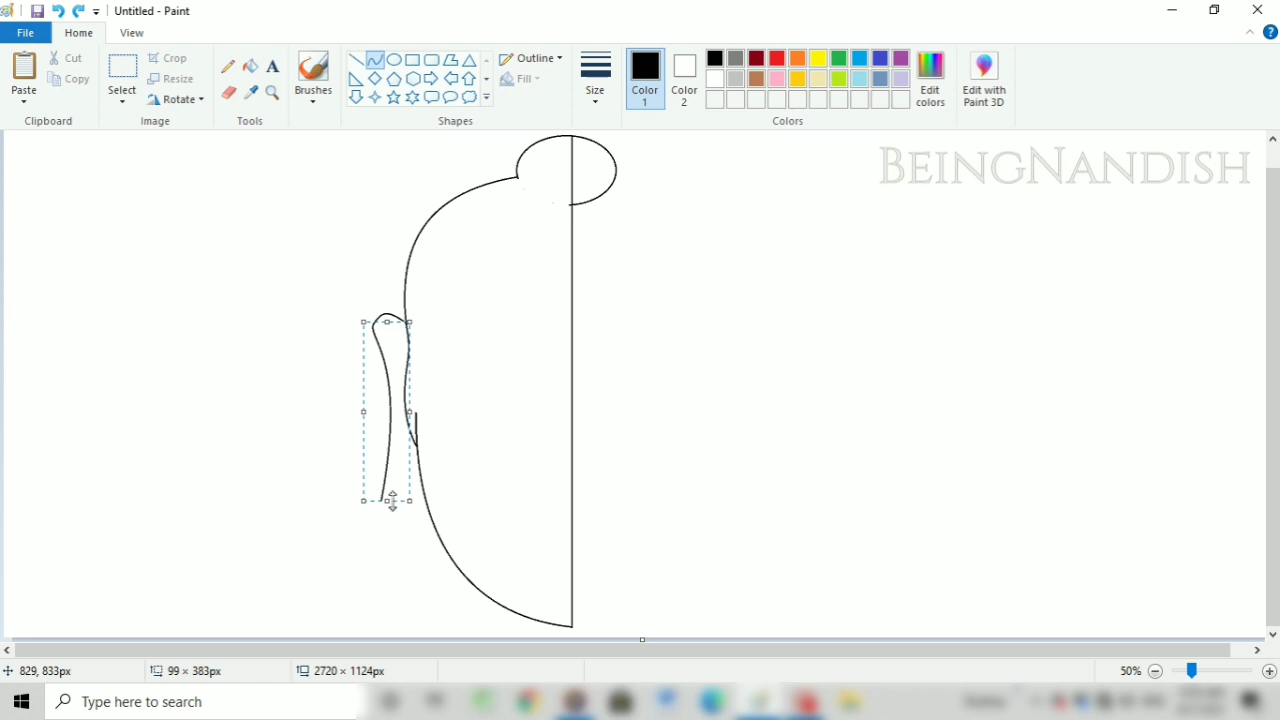 Untitled - Paint
File
Home
View
Paste
Cut
Copy
Clipboard
Select
Crop
Resize
Rotate
Image
A
Tools
Brushes
Outline
Fill
Shapes
Size
Color 1
Color 2
Edit colors
Edit with Paint 3D
Colors
BEINGNANDISH
829, 833px
99 × 383px
2720 × 1124px
50%
Type here to search